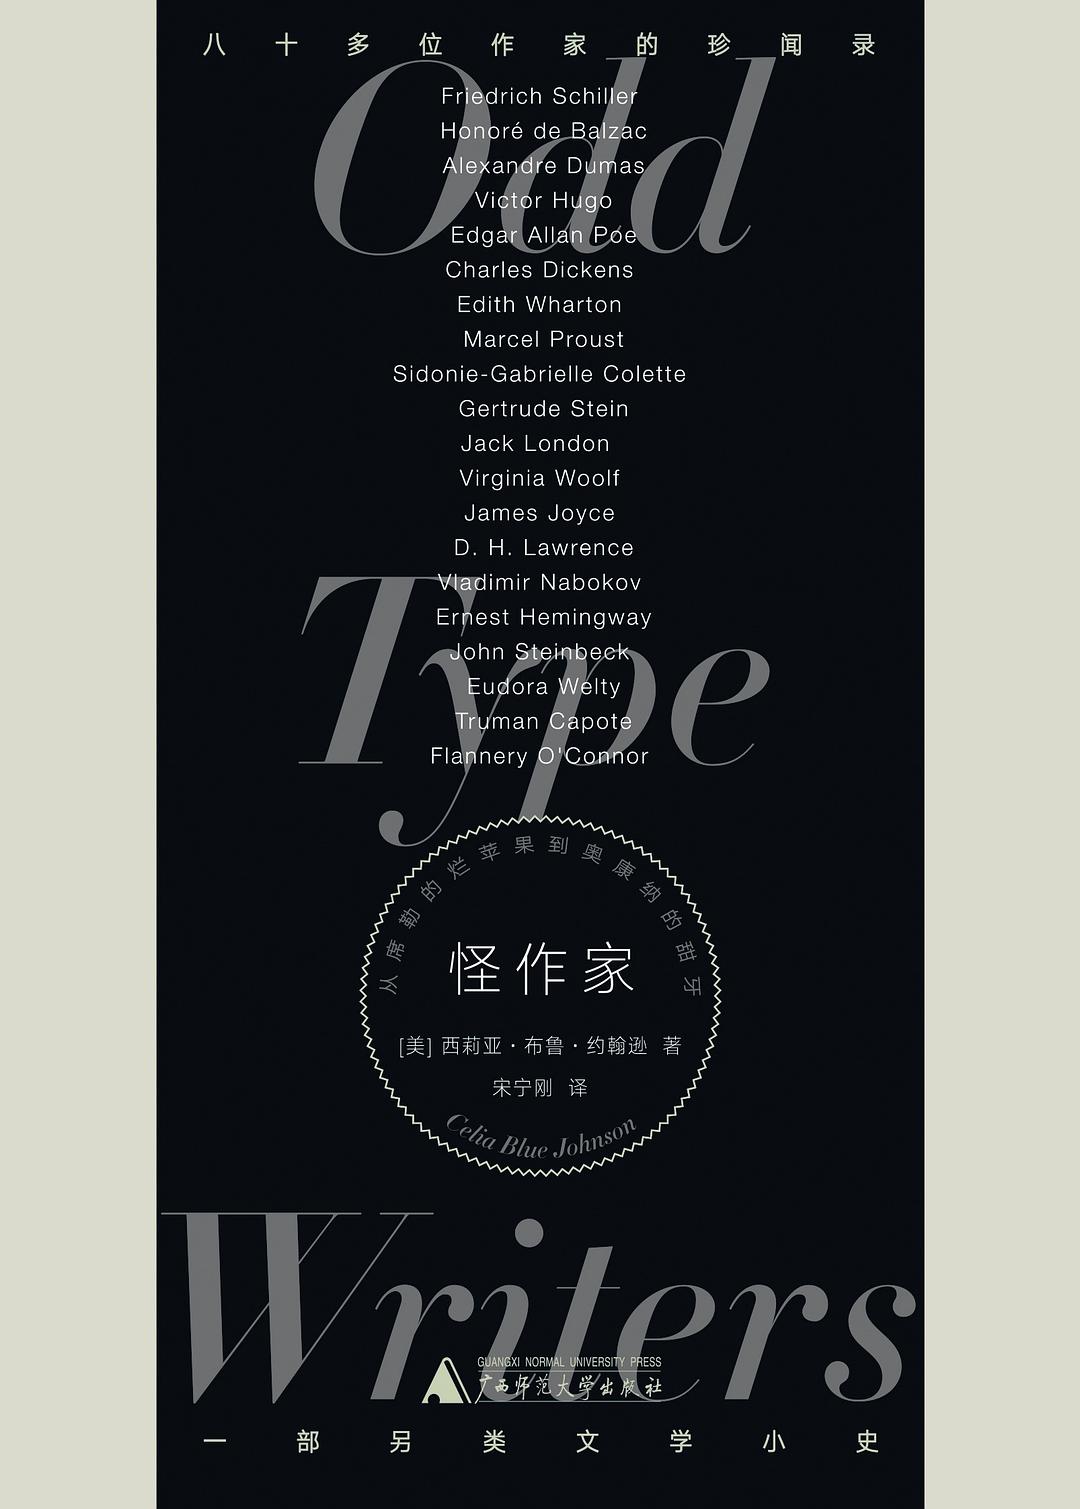 八十多位作家的珍闻录
Odd
Friedrich Schiller
Honoré de Balzac
Alexandre Dumas
Victor Hugo
Edgar Allan Poe
Charles Dickens
Edith Wharton
Marcel Proust
Sidonie-Gabrielle Colette
Gertrude Stein
Jack London
Virginia Woolf
James Joyce
D. H. Lawrence
Vladimir Nabokov
Ernest Hemingway
John Steinbeck
Eudora Welty
Truman Capote
Flannery O'Connor
Type
从席勒的烂苹果到奥康纳的甜牙
怪作家
[美] 西莉亚·布鲁·约翰逊 著
宋宁刚 译
Celia Blue Johnson
Writers
GUANGXI NORMAL UNIVERSITY PRESS
广西师范大学出版社
一部另类文学小史